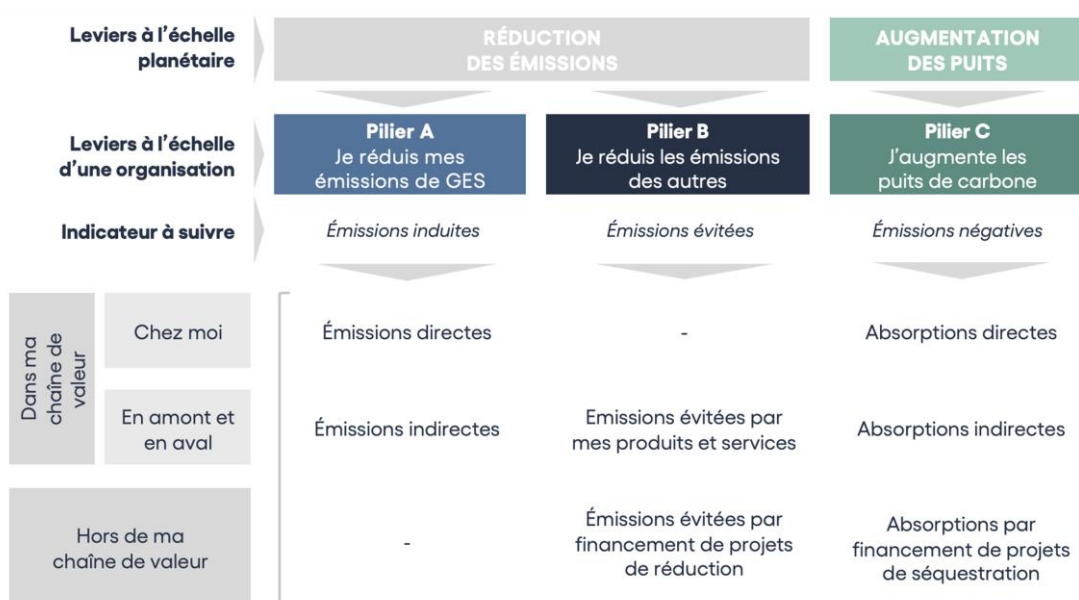 Leviers à l'échelle
planétaire
RÉDUCTION
DES ÉMISSIONS
AUGMENTATION
DES PUITS
Leviers à l'échelle
d'une organisation
Pilier A
Je réduis mes
émissions de GES
Pilier B
Je réduis les émissions
des autres
Pilier C
J'augmente les
puits de carbone
Indicateur à suivre
Émissions induites
Émissions évitées
Émissions négatives
Dans ma
chaîne de
valeur
Chez moi
Émissions directes
-
Absorptions directes
En amont et
en aval
Émissions indirectes
Emissions évitées par
mes produits et services
Absorptions indirectes
Hors de ma
chaîne de valeur
-
Émissions évitées par
financement de projets
de réduction
Absorptions par
financement de projets
de séquestration